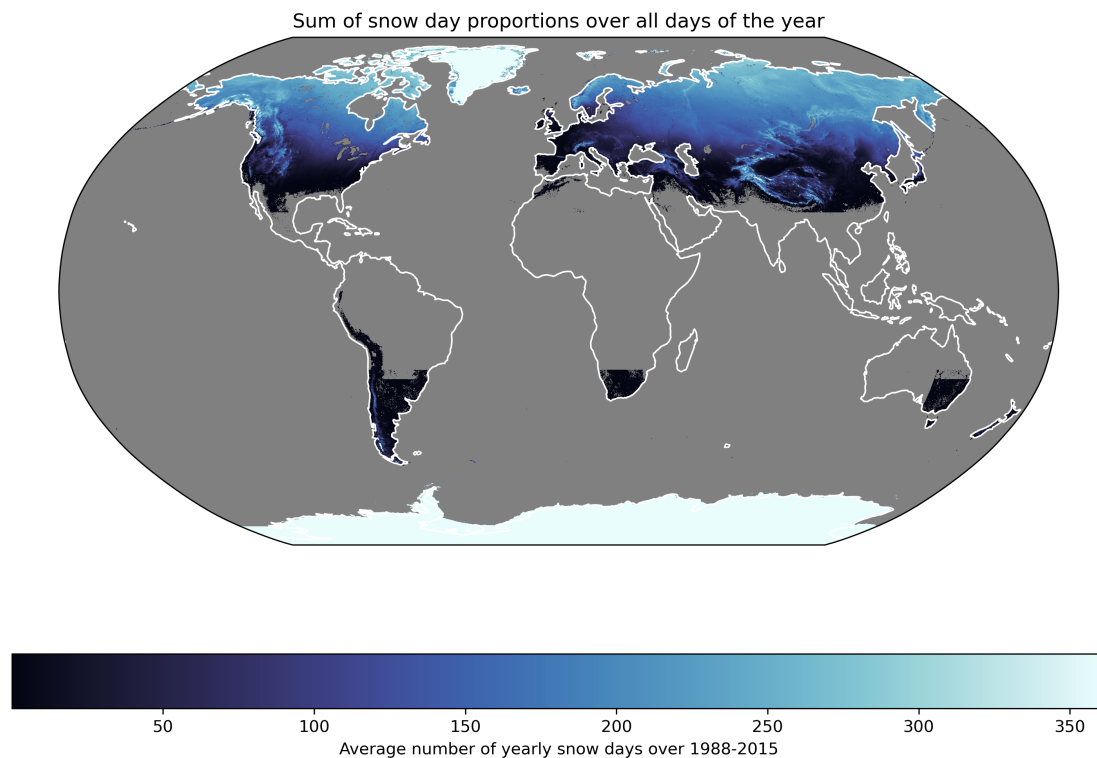 Sum of snow day proportions over all days of the year
50 100 150 200 250 300 350
Average number of yearly snow days over 1988-2015